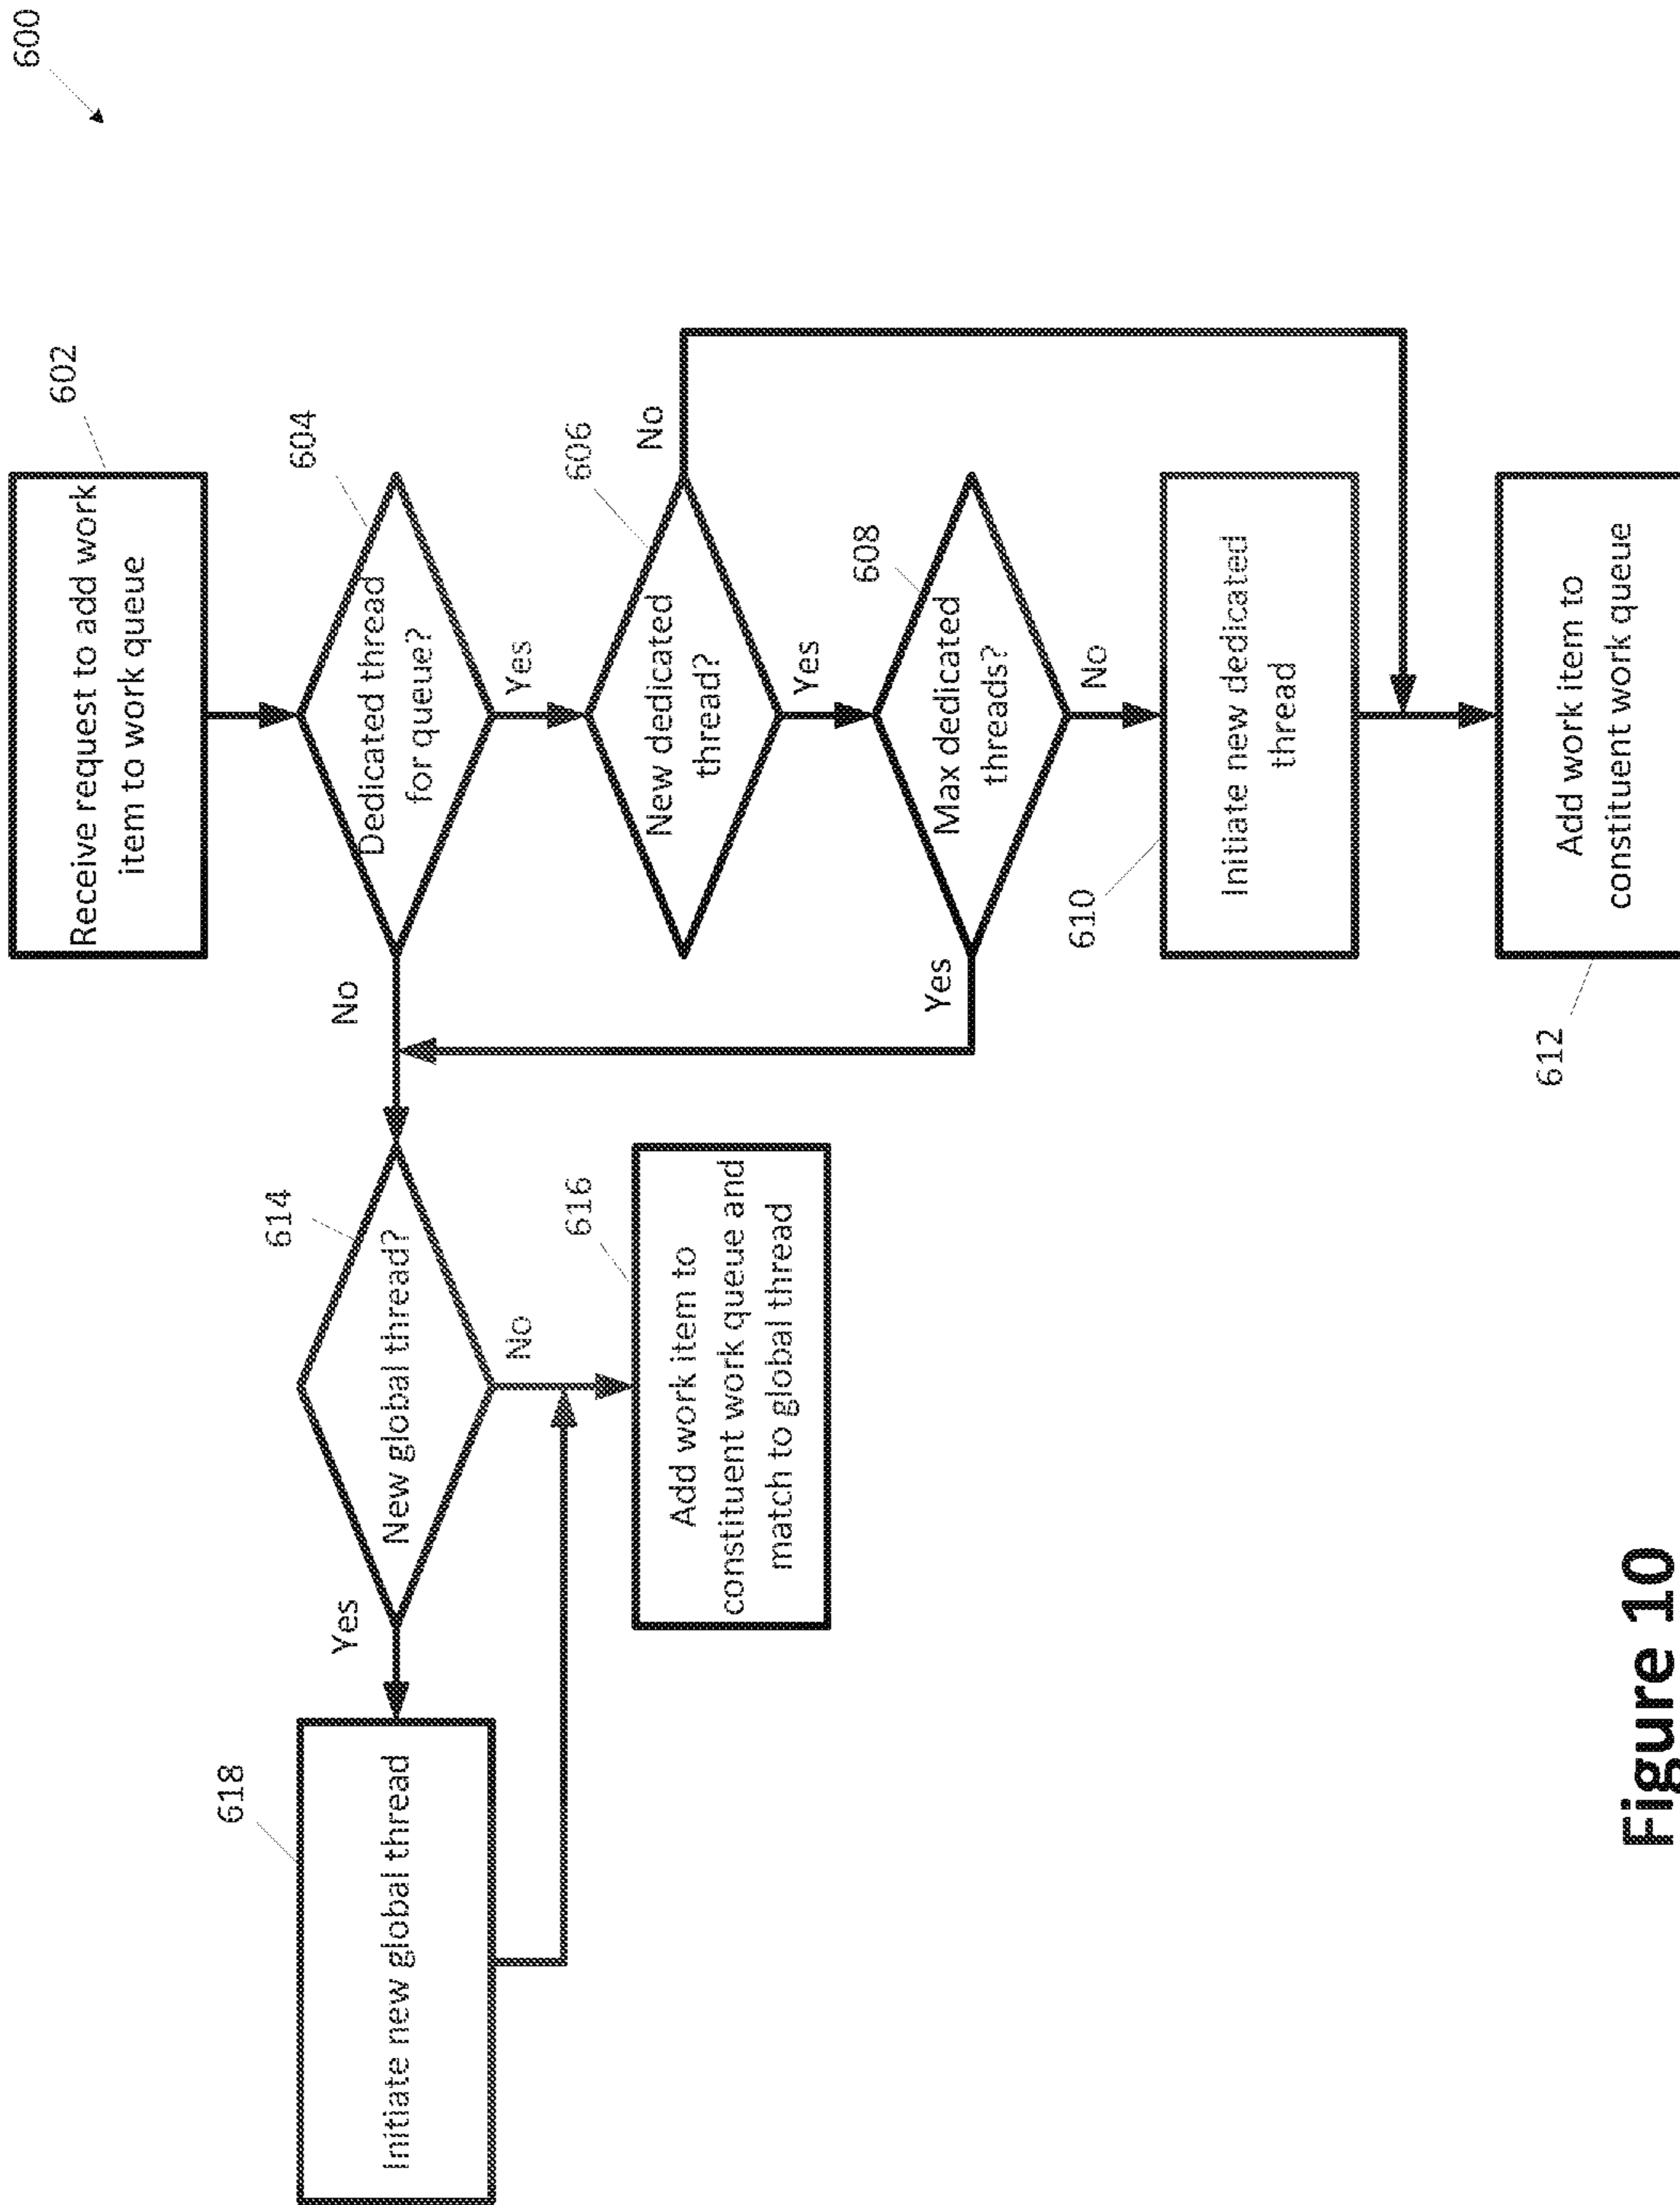 600
Receive request to add work
item to work queue
602
Dedicated thread
for queue?
604
No
Yes
New dedicated
thread?
606
No
Yes
Max dedicated
threads?
608
Yes
No
Initiate new dedicated
thread
610
Add work item to
constituent work queue
612
New global thread?
614
Yes
No
Add work item to
constituent work queue and
match to global thread
616
Initiate new global thread
618
Figure 10